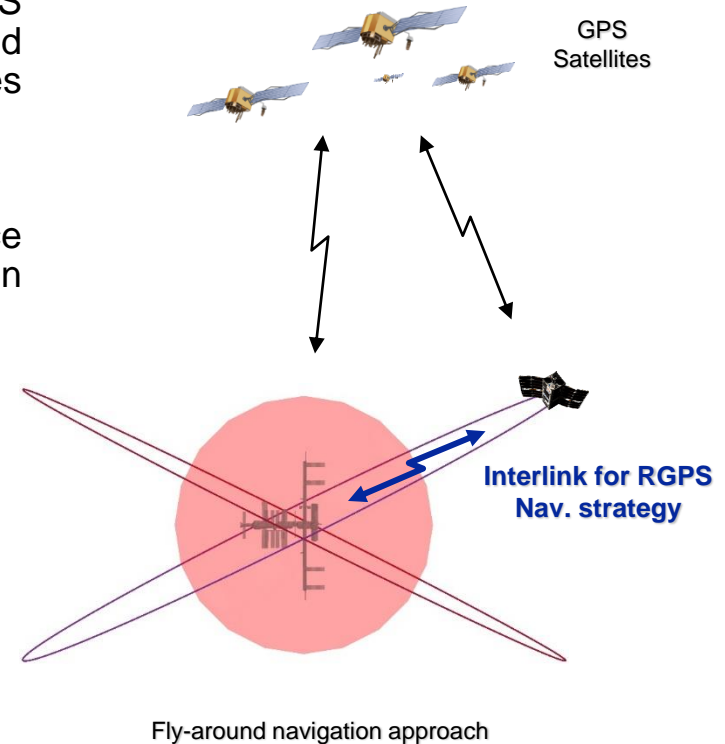 GPS
Satellites
Interlink for RGPS
Nav. strategy
Fly-around navigation approach